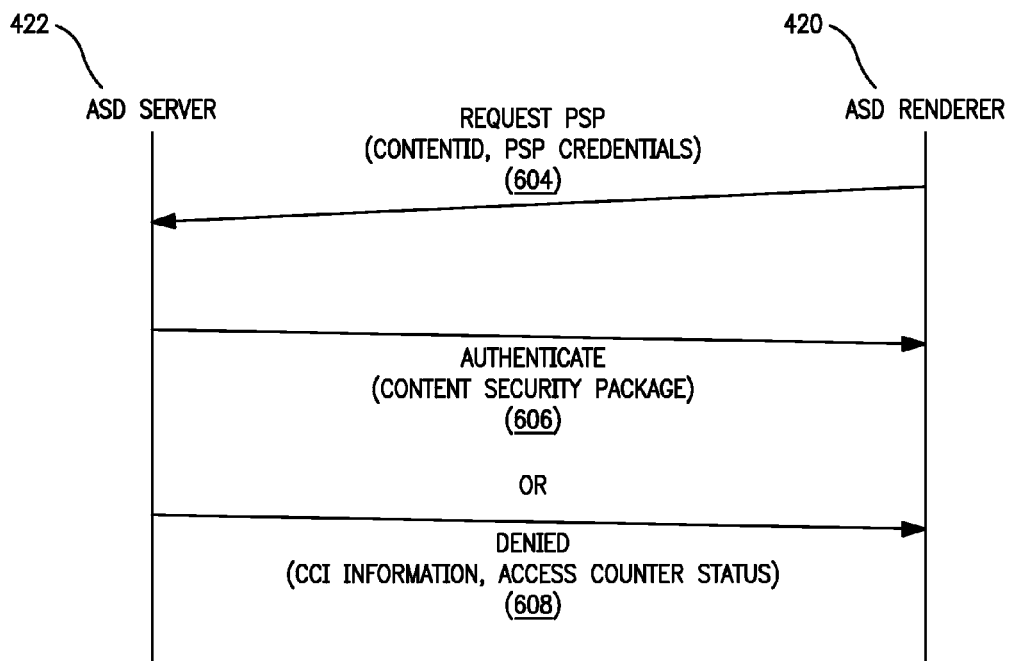 422
420
ASD SERVER
ASD RENDERER
REQUEST PSP
(CONTENTID, PSP CREDENTIALS)
(604)
AUTHENTICATE
(CONTENT SECURITY PACKAGE)
(606)
OR
DENIED
(CCI INFORMATION, ACCESS COUNTER STATUS)
(608)